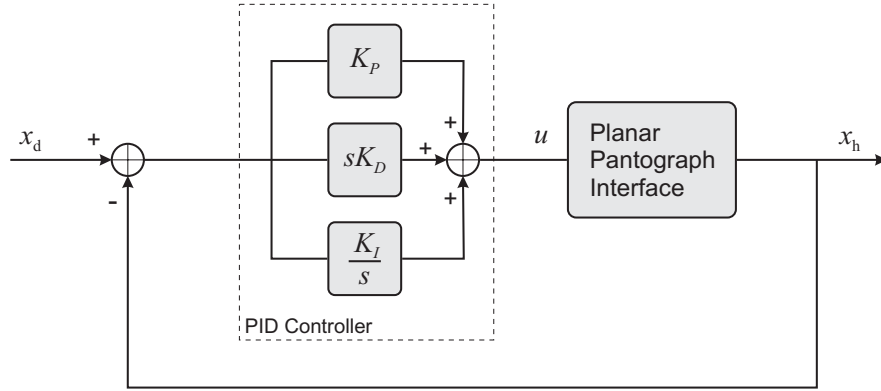 K_P
x_d
+
+
+
sK_D
u
Planar
Pantograph
Interface
x_h
-
+
K_I
s
PID Controller